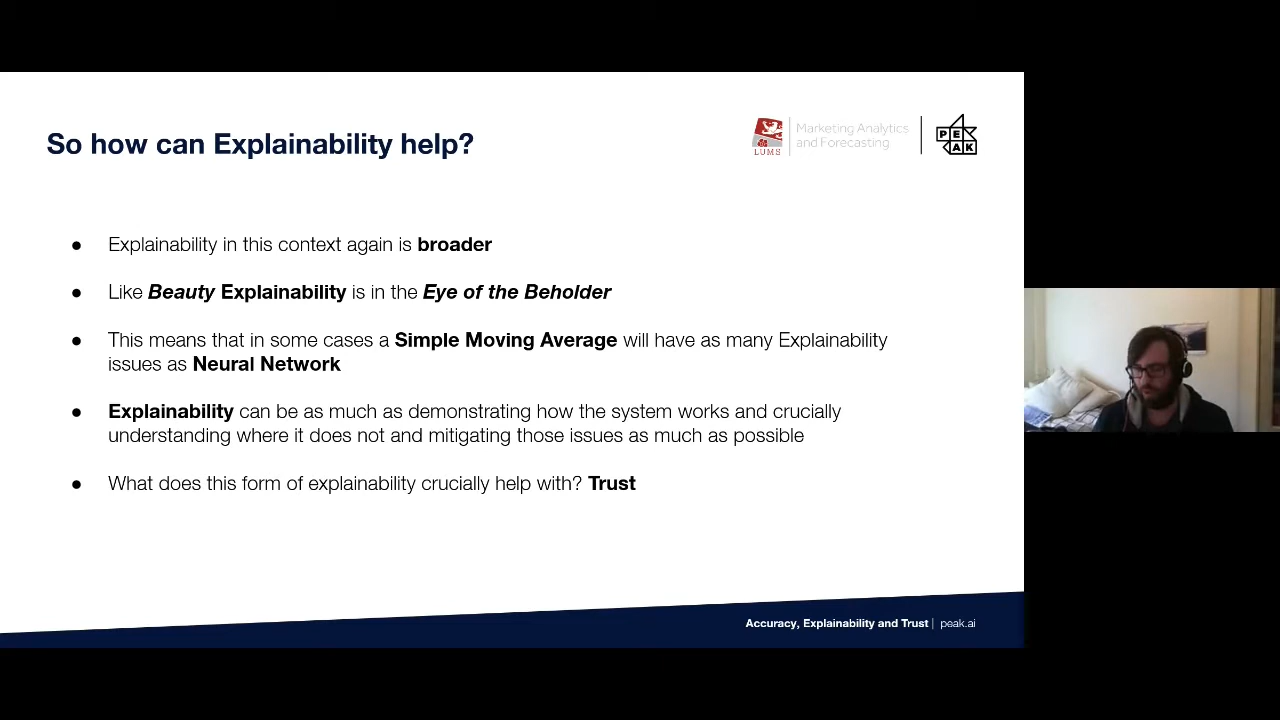 So how can Explainability help?
LUMS
Marketing Analytics
and Forecasting
PE
AK
● Explainability in this context again is broader
● Like Beauty Explainability is in the Eye of the Beholder
● This means that in some cases a Simple Moving Average will have as many Explainability
issues as Neural Network
● Explainability can be as much as demonstrating how the system works and crucially
understanding where it does not and mitigating those issues as much as possible
● What does this form of explainability crucially help with? Trust
Accuracy, Explainability and Trust | peak.ai